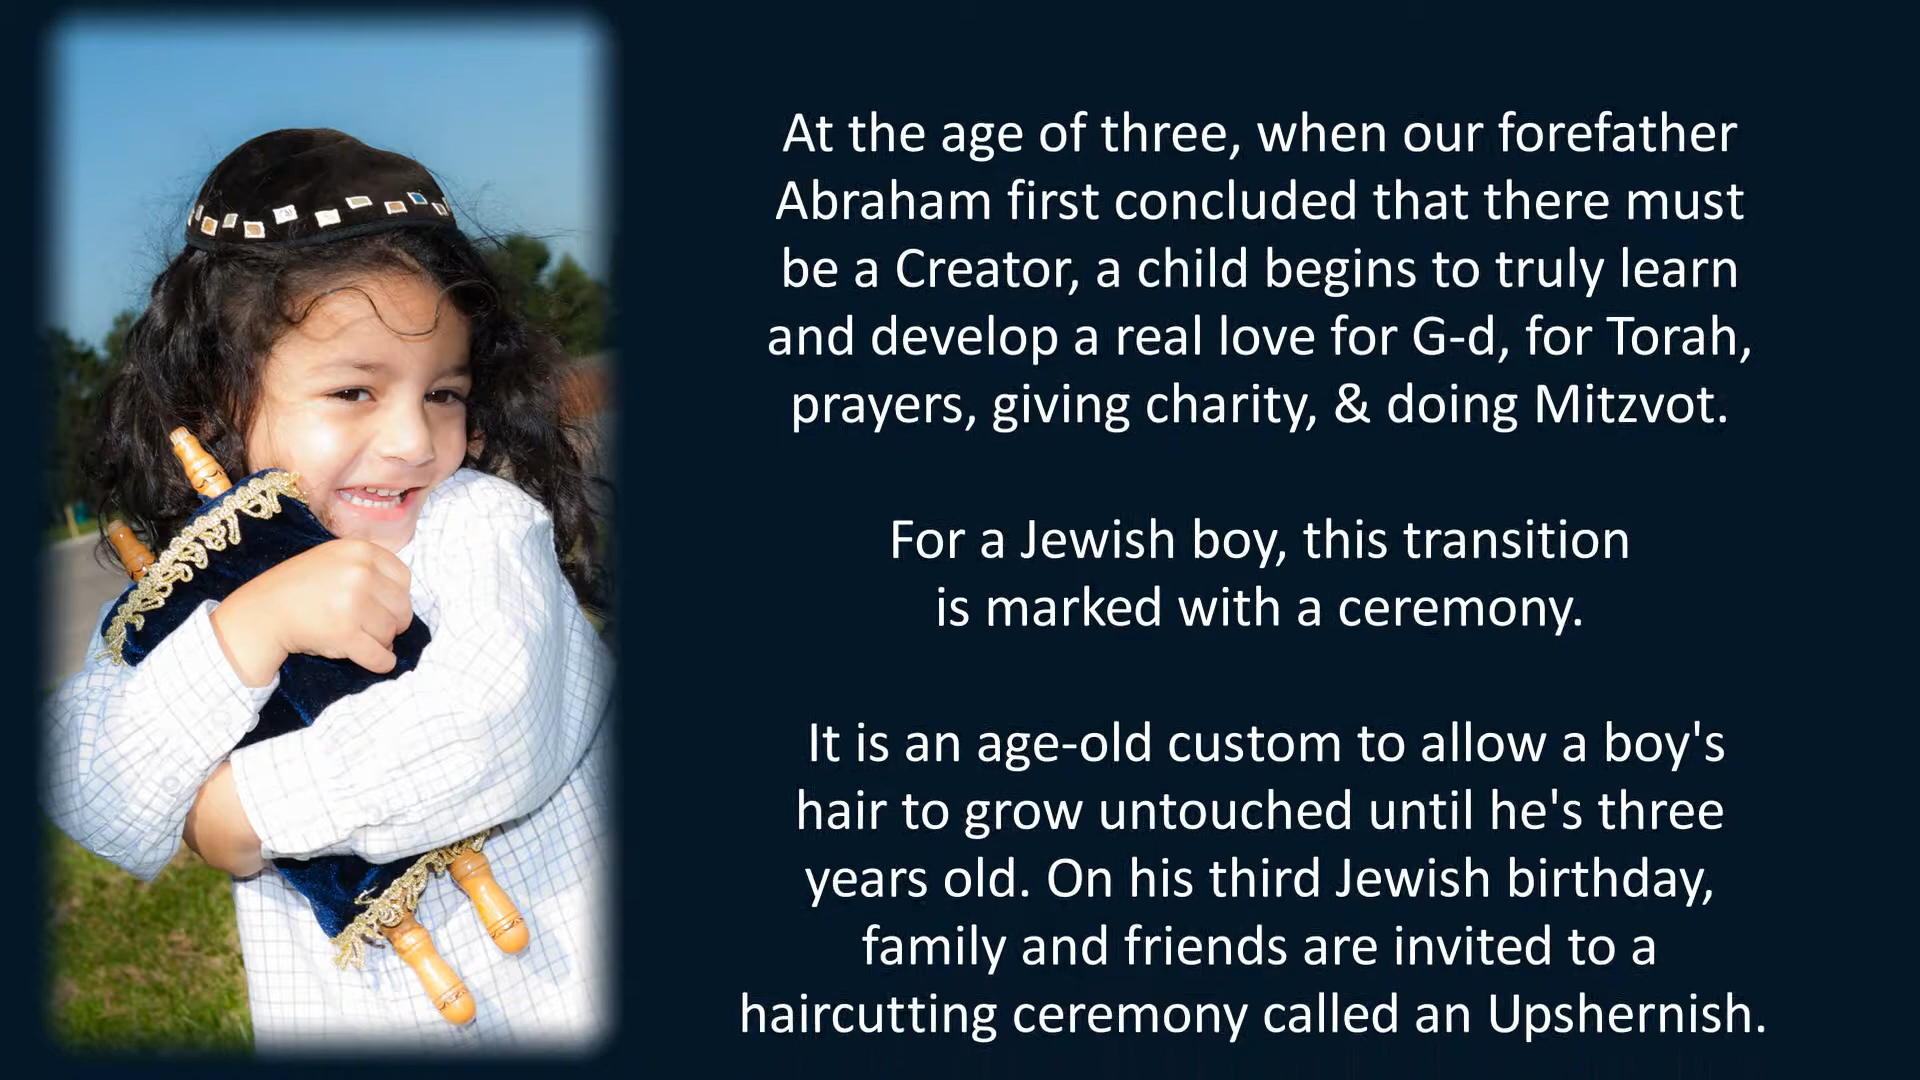 At the age of three, when our forefather
Abraham first concluded that there must
be a Creator, a child begins to truly learn
and develop a real love for G-d, for Torah,
prayers, giving charity, & doing Mitzvot.
For a Jewish boy, this transition
is marked with a ceremony.
It is an age-old custom to allow a boy's
hair to grow untouched until he's three
years old. On his third Jewish birthday,
family and friends are invited to a
haircutting ceremony called an Upshernish.